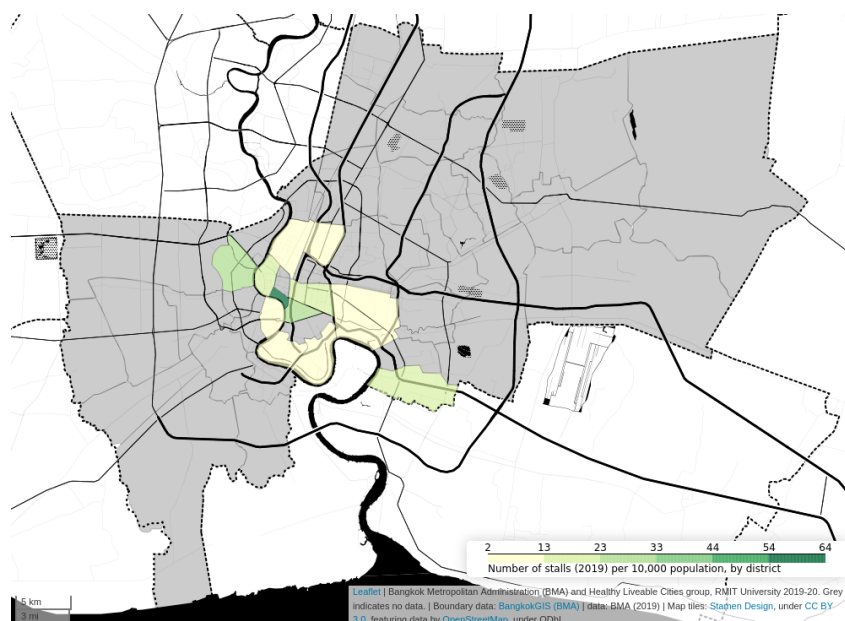 2 13 23 33 44 54 64
Number of stalls (2019) per 10,000 population, by district
5 km
3 mi
Leaflet | Bangkok Metropolitan Administration (BMA) and Healthy Liveable Cities group, RMIT University 2019-20. Grey
indicates no data. | Boundary data: BangkokGIS (BMA) | data: BMA (2019) | Map tiles: Stamen Design, under CC BY
3.0, featuring data by OpenStreetMap, under ODbL